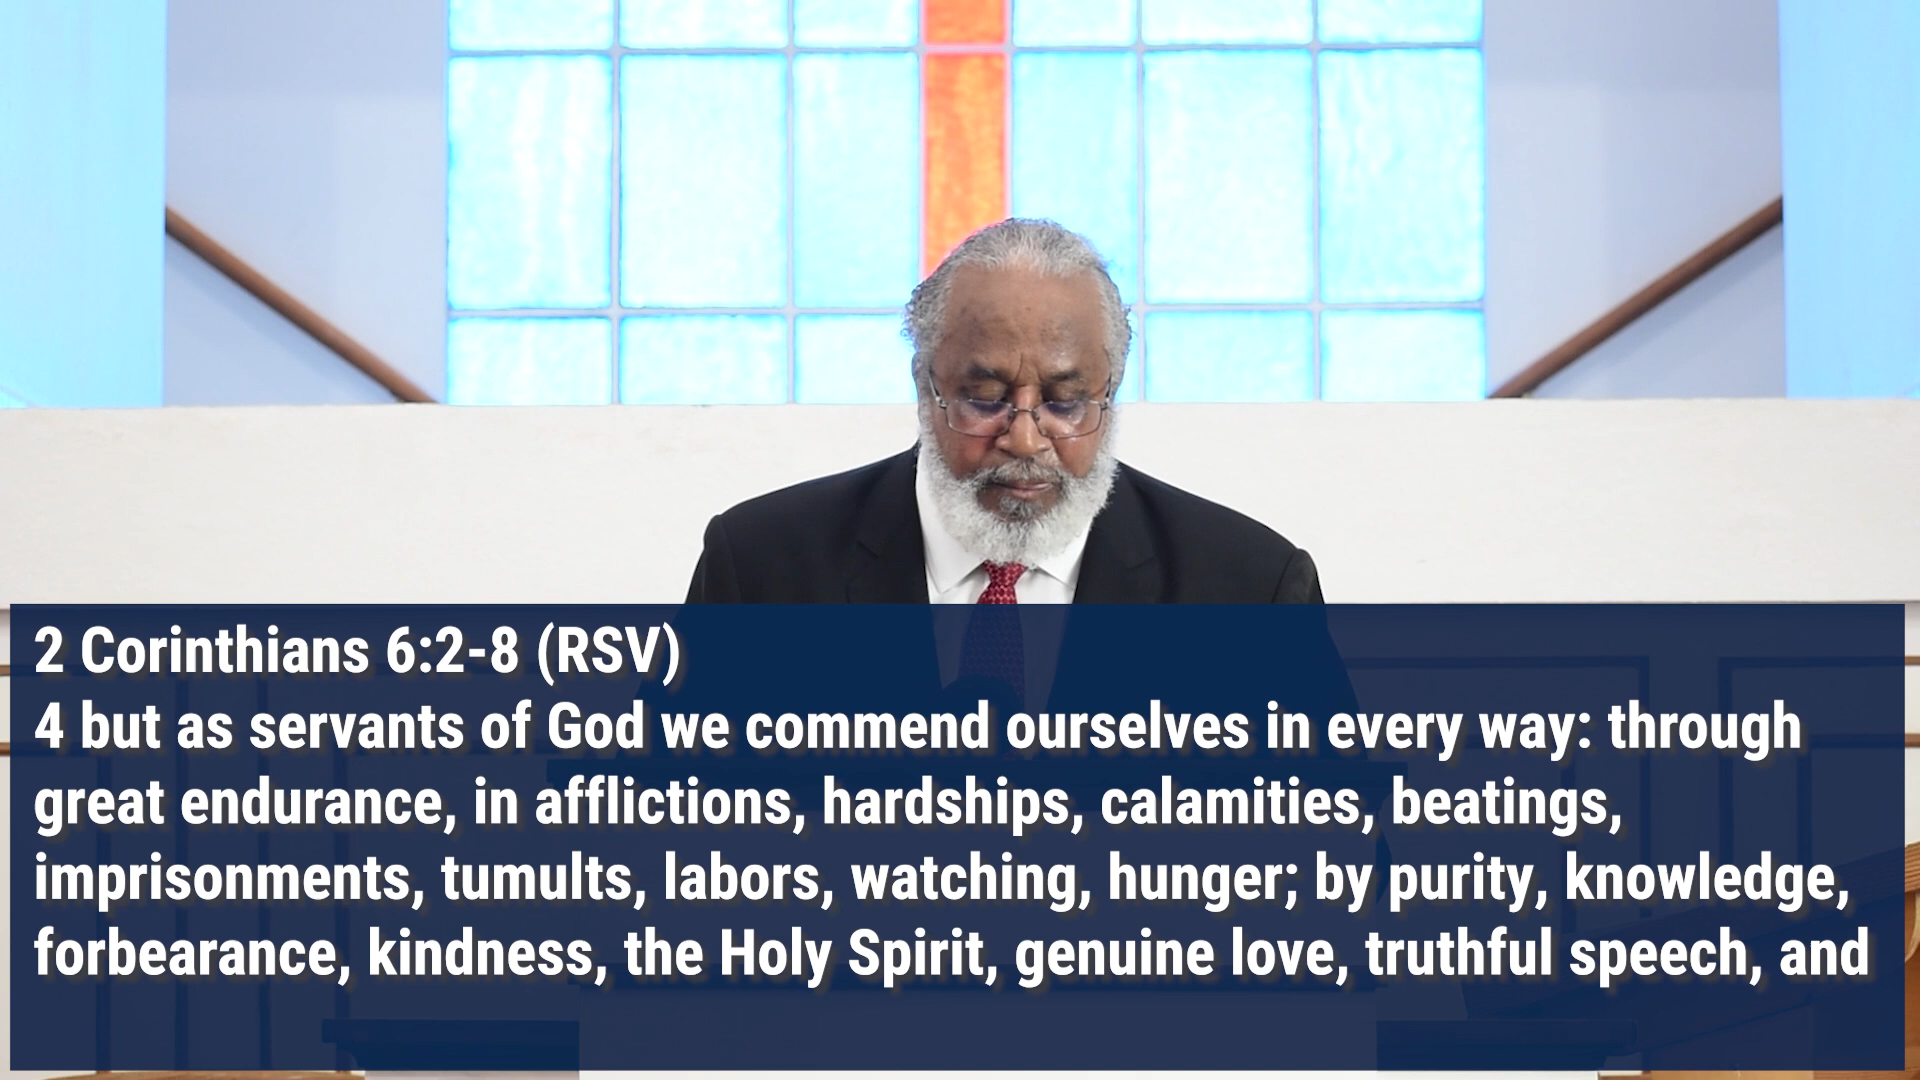 2 Corinthians 6:2-8 (RSV)
4 but as servants of God we commend ourselves in every way: through
great endurance, in afflictions, hardships, calamities, beatings,
imprisonments, tumults, labors, watching, hunger; by purity, knowledge,
forbearance, kindness, the Holy Spirit, genuine love, truthful speech, and